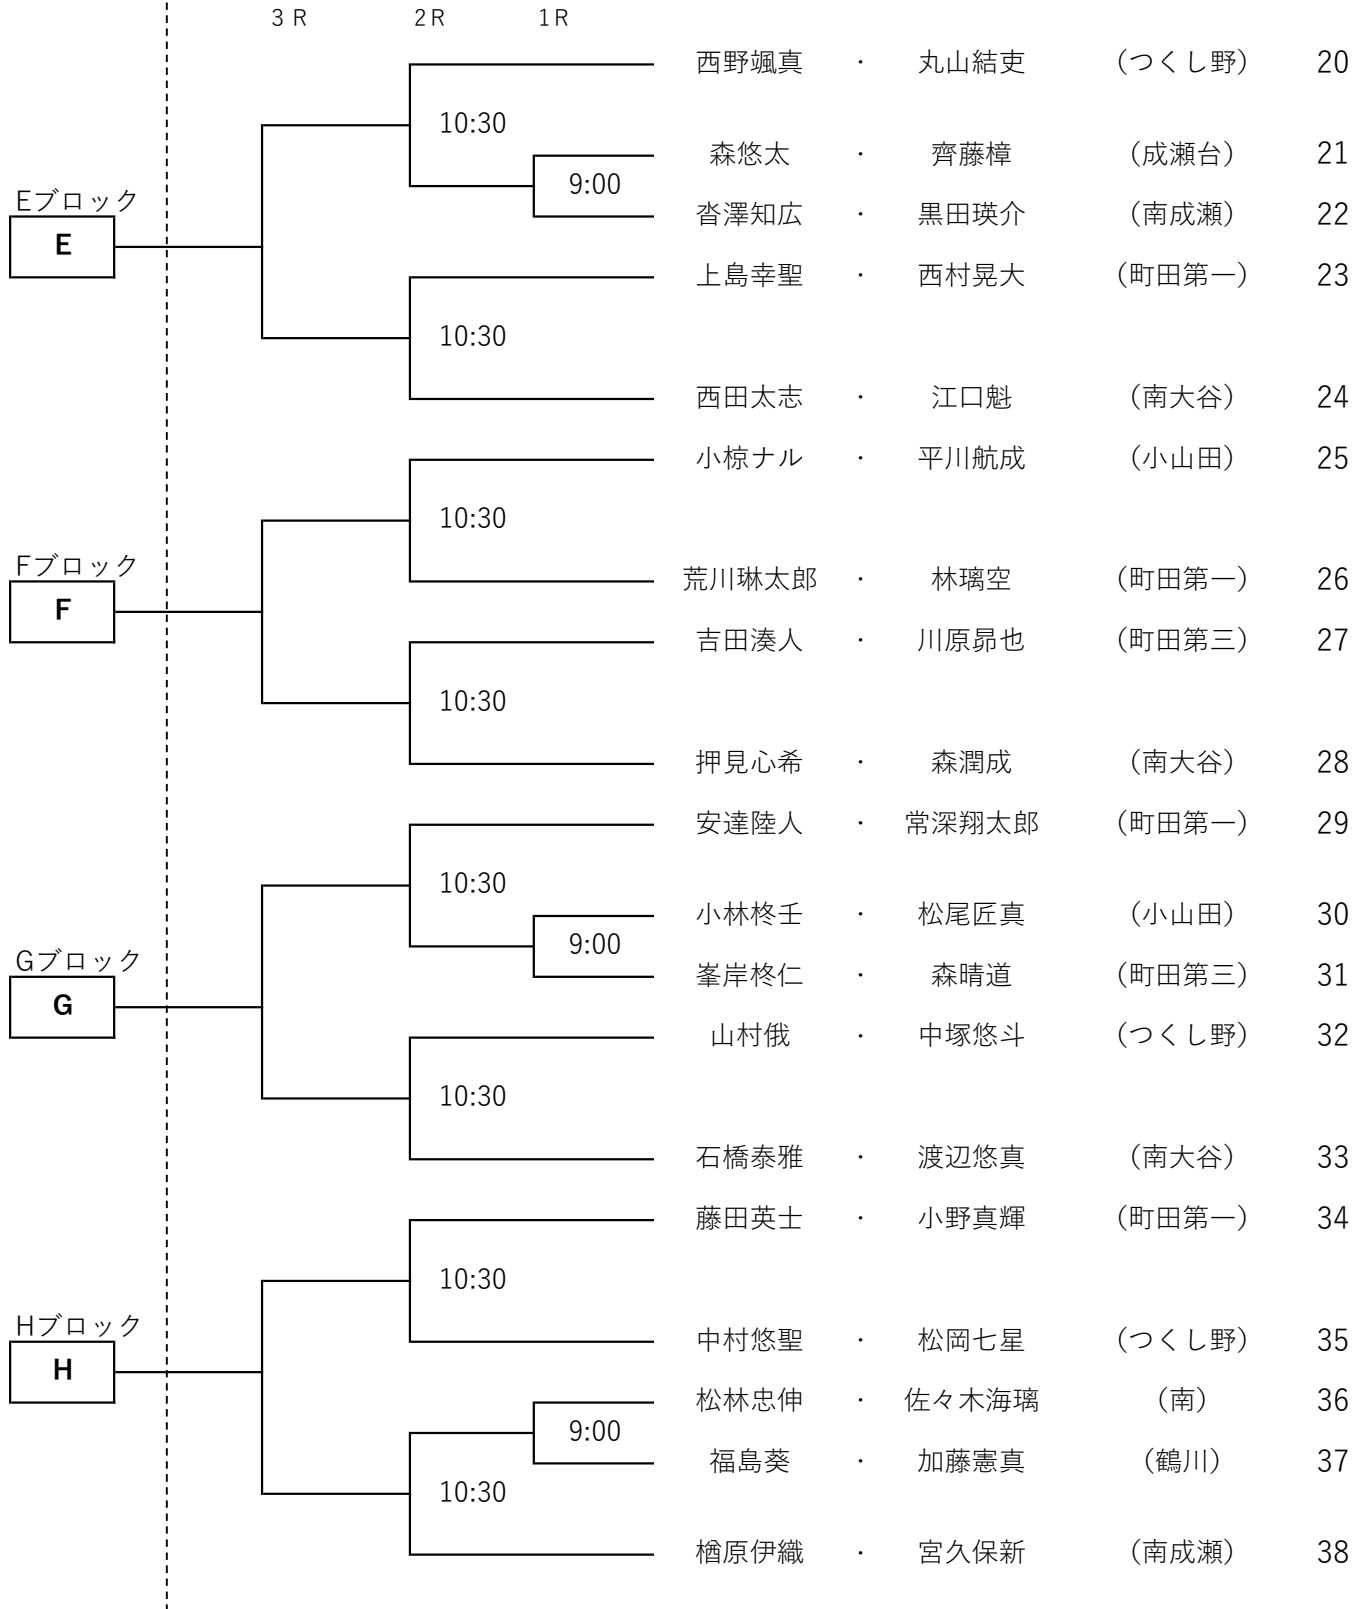 3 R 2R 1R
西野颯真 ・ 丸山結吏 (つくし野) 20
10:30
森悠太 ・ 齊藤樟 (成瀬台) 21
9:00
Eブロック
沓澤知広 ・ 黒田瑛介 (南成瀬) 22
E
上島幸聖 ・ 西村晃大 (町田第一) 23
10:30
西田太志 ・ 江口魁 (南大谷) 24
小椋ナル ・ 平川航成 (小山田) 25
10:30
Fブロック
荒川琳太郎 ・ 林璃空 (町田第一) 26
F
吉田湊人 ・ 川原昴也 (町田第三) 27
10:30
押見心希 ・ 森潤成 (南大谷) 28
安達陸人 ・ 常深翔太郎 (町田第一) 29
10:30
小林柊壬 ・ 松尾匠真 (小山田) 30
9:00
Gブロック
峯岸柊仁 ・ 森晴道 (町田第三) 31
G
山村俄 ・ 中塚悠斗 (つくし野) 32
10:30
石橋泰雅 ・ 渡辺悠真 (南大谷) 33
藤田英士 ・ 小野真輝 (町田第一) 34
10:30
Hブロック
中村悠聖 ・ 松岡七星 (つくし野) 35
H
松林忠伸 ・ 佐々木海璃 (南) 36
9:00
福島葵 ・ 加藤憲真 (鶴川) 37
10:30
楢原伊織 ・ 宮久保新 (南成瀬) 38